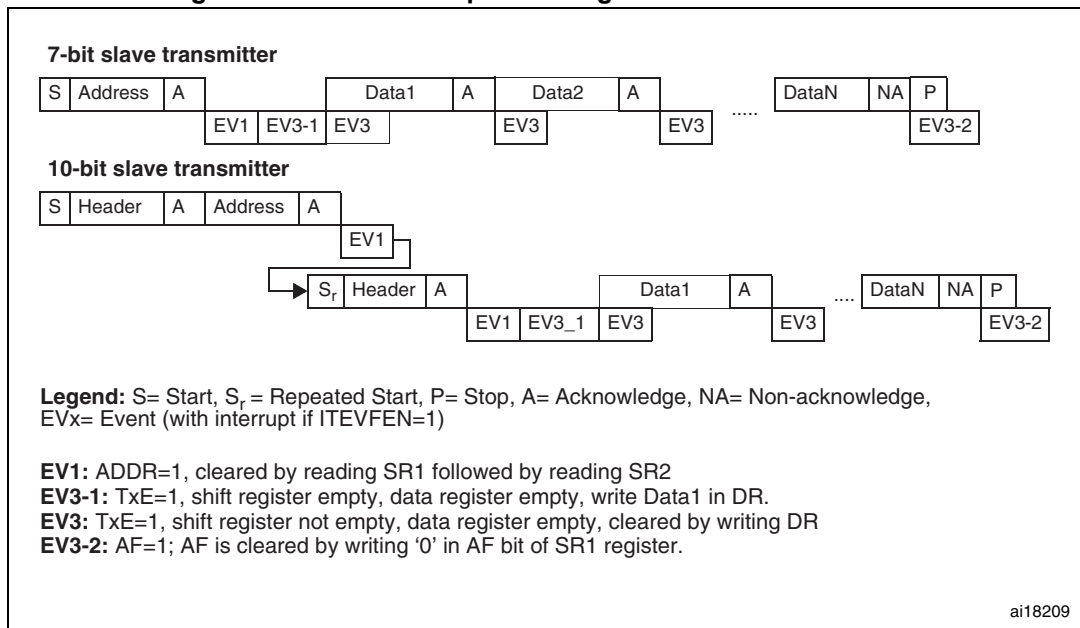 7-bit slave transmitter
S Address A Data1 A Data2 A ..... DataN NA P
EV1 EV3-1 EV3 EV3 EV3 EV3-2
10-bit slave transmitter
S Header A Address A
EV1
Sr Header A Data1 A .... DataN NA P
EV1 EV3_1 EV3 EV3 EV3-2
Legend: S= Start, Sr = Repeated Start, P= Stop, A= Acknowledge, NA= Non-acknowledge,
EVx= Event (with interrupt if ITEVFEN=1)
EV1: ADDR=1, cleared by reading SR1 followed by reading SR2
EV3-1: TxE=1, shift register empty, data register empty, write Data1 in DR.
EV3: TxE=1, shift register not empty, data register empty, cleared by writing DR
EV3-2: AF=1; AF is cleared by writing ‘0’ in AF bit of SR1 register.
ai18209